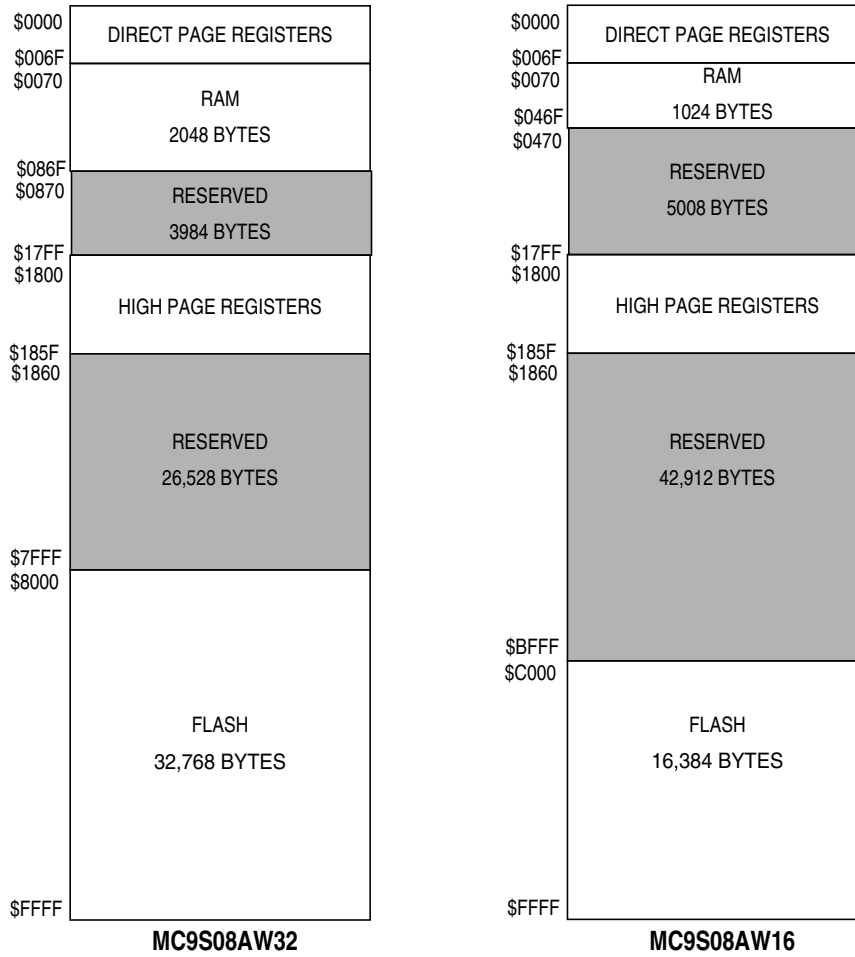 $0000
DIRECT PAGE REGISTERS
$006F
$0070
RAM
2048 BYTES
$086F
$0870
RESERVED
3984 BYTES
$17FF
$1800
HIGH PAGE REGISTERS
$185F
$1860
RESERVED
26,528 BYTES
$7FFF
$8000
FLASH
32,768 BYTES
$FFFF
MC9S08AW32
$0000
DIRECT PAGE REGISTERS
$006F
$0070
RAM
1024 BYTES
$046F
$0470
RESERVED
5008 BYTES
$17FF
$1800
HIGH PAGE REGISTERS
$185F
$1860
RESERVED
42,912 BYTES
$BFFF
$C000
FLASH
16,384 BYTES
$FFFF
MC9S08AW16